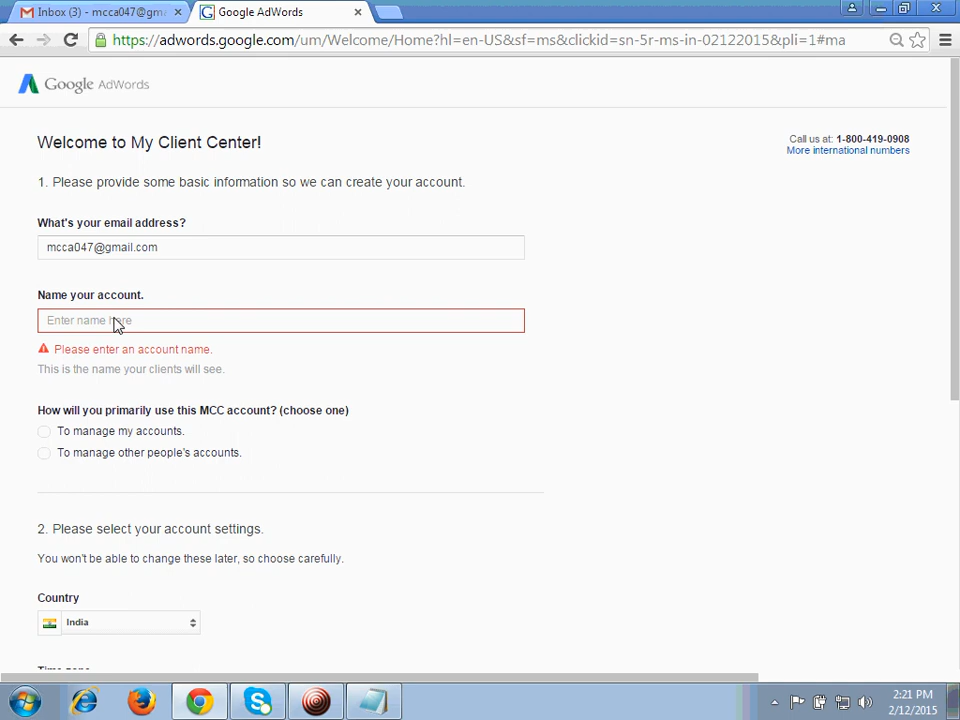 Inbox (3) - mcca047@gma
Google AdWords
https://adwords.google.com/um/Welcome/Home?hl=en-US&sf=ms&clickid=sn-5r-ms-in-02122015&pli=1#ma
Google AdWords
Welcome to My Client Center!
Call us at: 1-800-419-0908
More international numbers
1. Please provide some basic information so we can create your account.
What's your email address?
mcca047@gmail.com
Name your account.
Enter name here
Please enter an account name.
This is the name your clients will see.
How will you primarily use this MCC account? (choose one)
To manage my accounts.
To manage other people's accounts.
2. Please select your account settings.
You won't be able to change these later, so choose carefully.
Country
India
Time zone
2:21 PM
2/12/2015